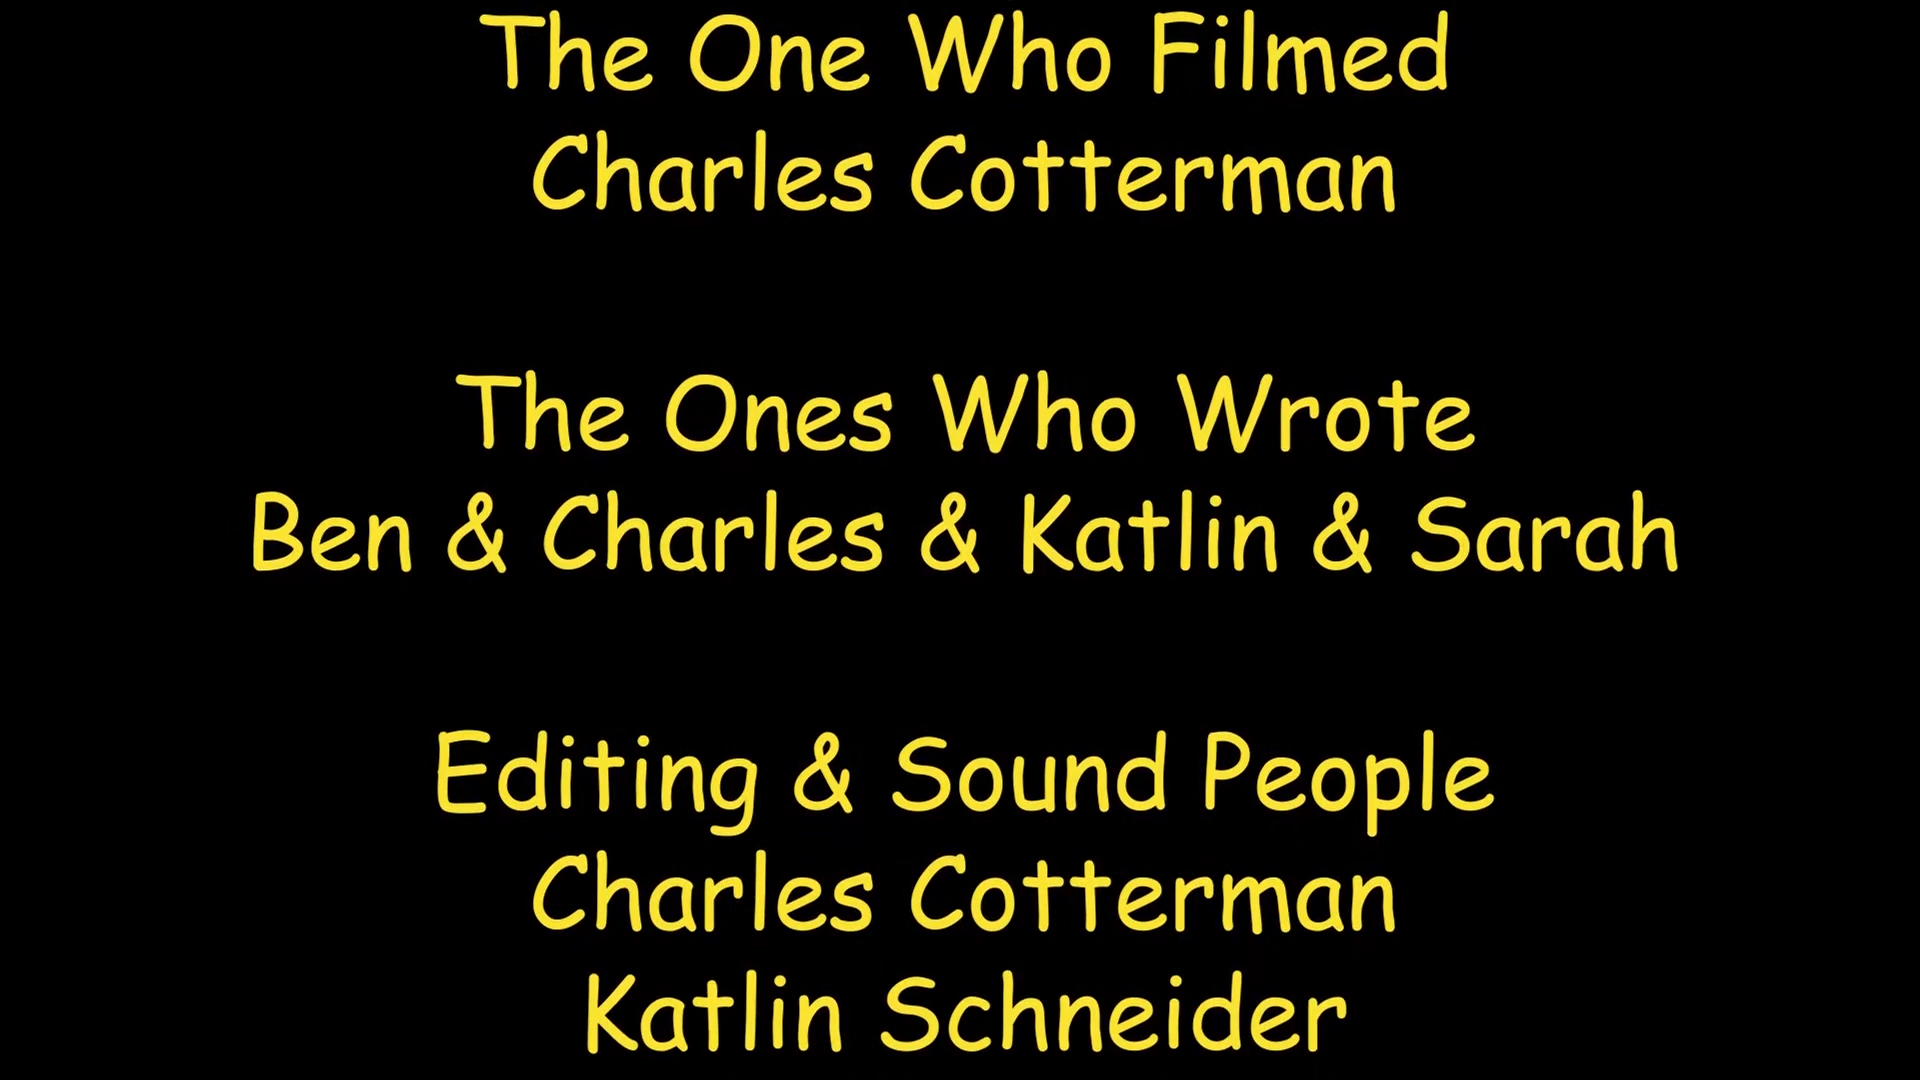 The One Who Filmed
Charles Cotterman
The Ones Who Wrote
Ben & Charles & Katlin & Sarah
Editing & Sound People
Charles Cotterman
Katlin Schneider